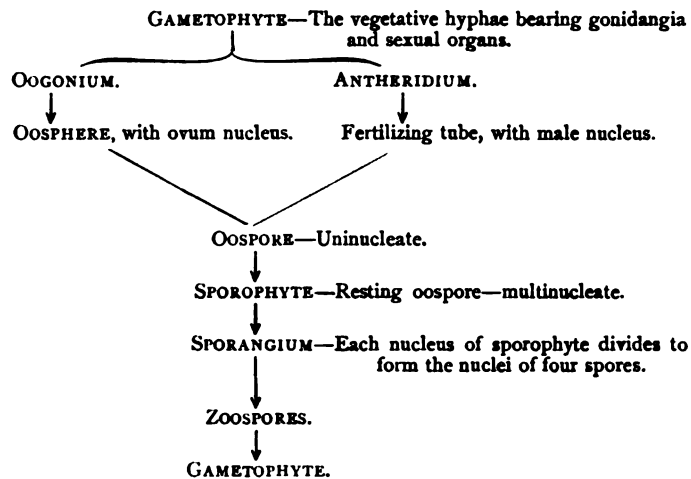 GAMETOPHYTE—The vegetative hyphae bearing gonidangia
and sexual organs.
OOGONIUM. ANTHERIDIUM.
OOSPHERE, with ovum nucleus. Fertilizing tube, with male nucleus.
OOSPORE—Uninucleate.
SPOROPHYTE—Resting oospore—multinucleate.
SPORANGIUM—Each nucleus of sporophyte divides to
form the nuclei of four spores.
ZOOSPORES.
GAMETOPHYTE.